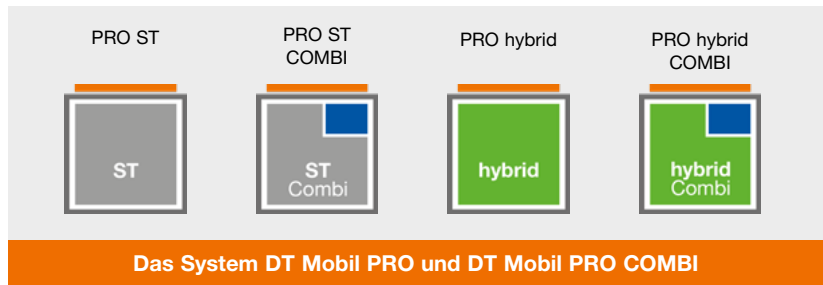 PRO ST
PRO ST
COMBI
PRO hybrid
PRO hybrid
COMBI
ST
ST
Combi
hybrid
hybrid
Combi
Das System DT Mobil PRO und DT Mobil PRO COMBI